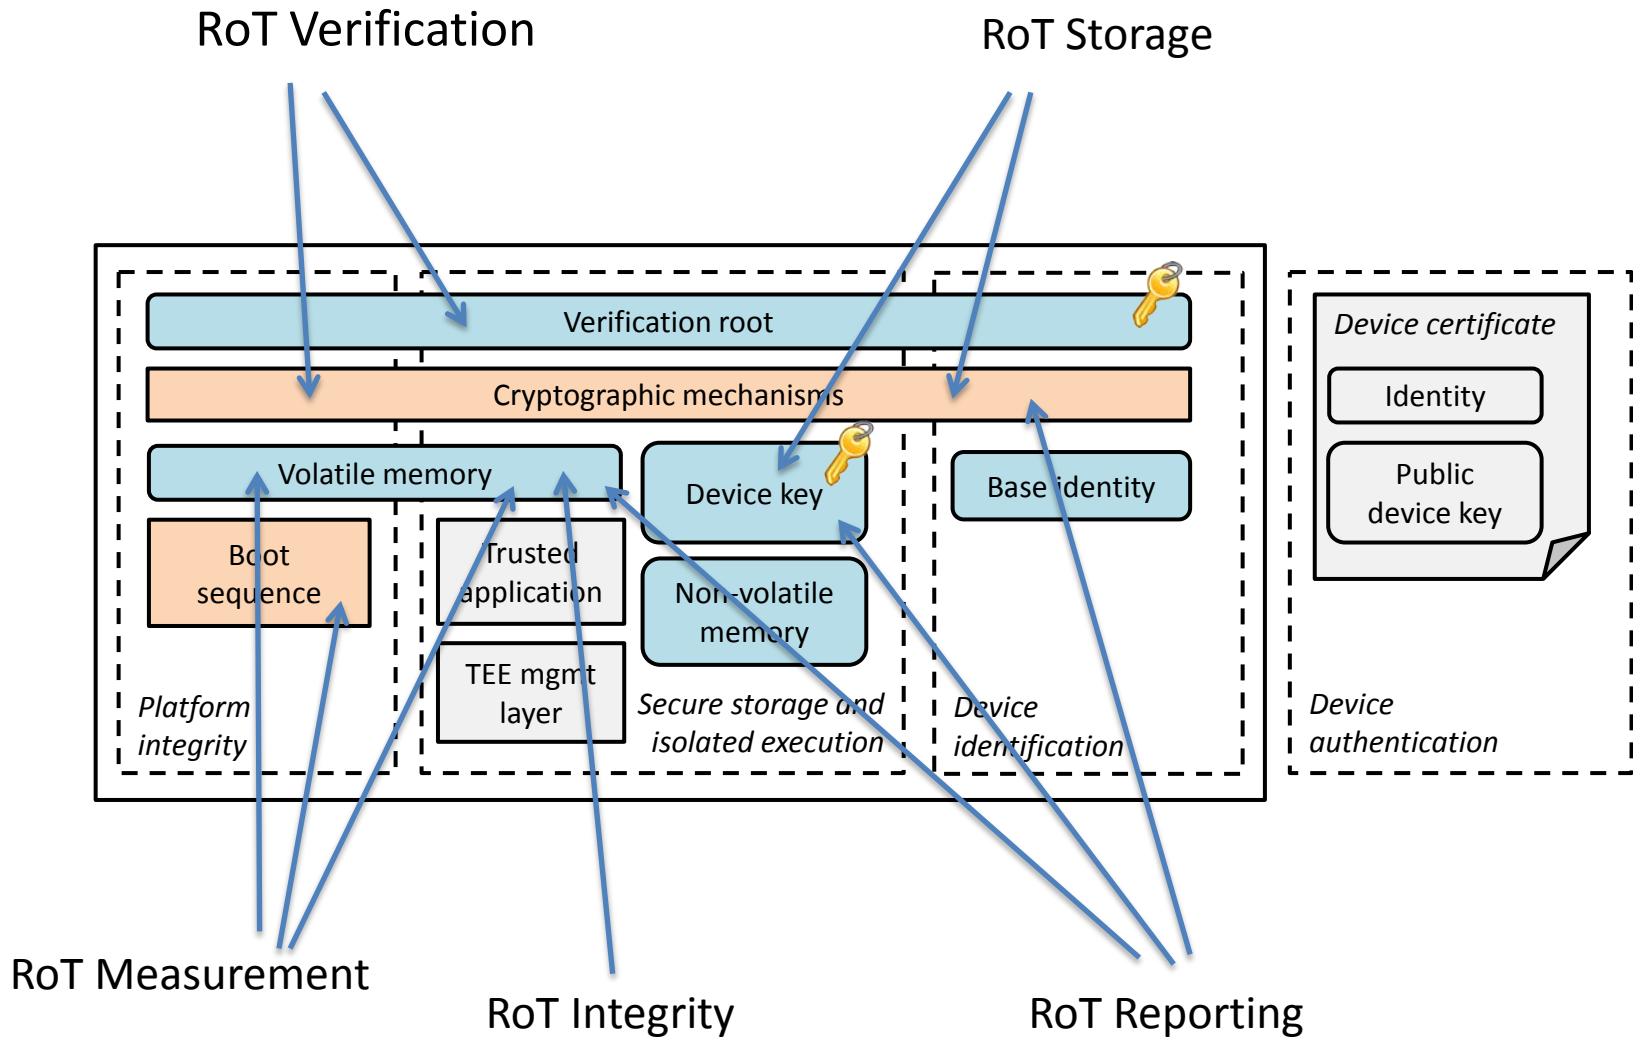 RoT Verification
RoT Storage
Verification root
Device certificate
Cryptographic mechanisms
Identity
Volatile memory
Device key
Base identity
Public
device key
Boot
sequence
Trusted
application
Non-volatile
memory
TEE mgmt
layer
Platform
integrity
Secure storage and
isolated execution
Device
identification
Device
authentication
RoT Measurement
RoT Integrity
RoT Reporting